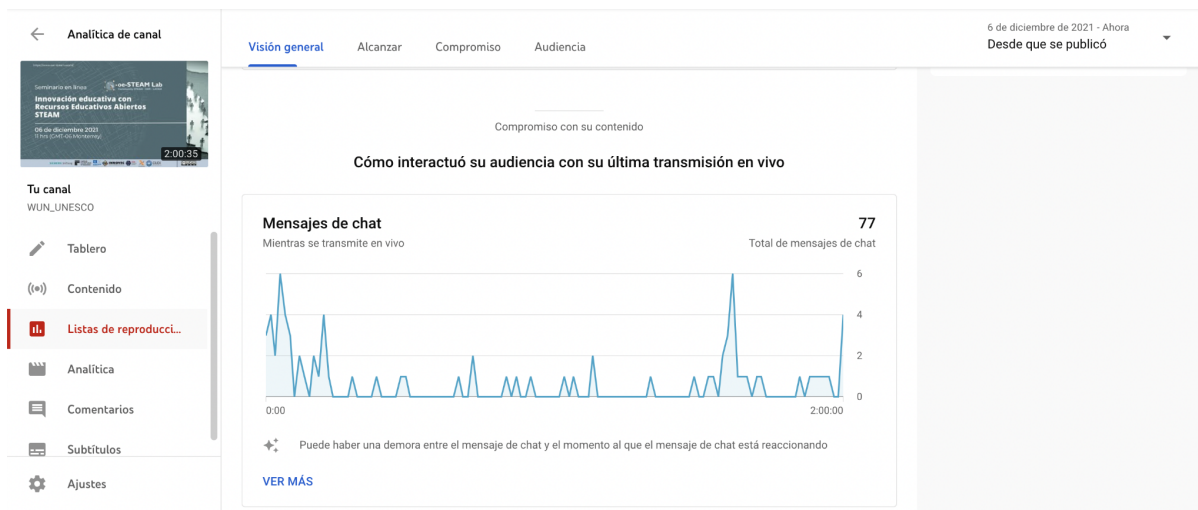 Analítica de canal
Seminario en línea
oe-STEAM Lab
Innovación educativa con
Recursos Educativos Abiertos
STEAM
06 de diciembre 2021
11 hrs (GMT-06 Monterrey)
2:00:35
Tu canal
WUN_UNESCO
Tablero
Contenido
Listas de reproducci...
Analítica
Comentarios
Subtítulos
Ajustes
Visión general
Alcanzar
Compromiso
Audiencia
6 de diciembre de 2021 - Ahora
Desde que se publicó
Compromiso con su contenido
Cómo interactuó su audiencia con su última transmisión en vivo
Mensajes de chat
77
Mientras se transmite en vivo
Total de mensajes de chat
6
4
2
0
0:00
2:00:00
Puede haber una demora entre el mensaje de chat y el momento al que el mensaje de chat está reaccionando
VER MÁS